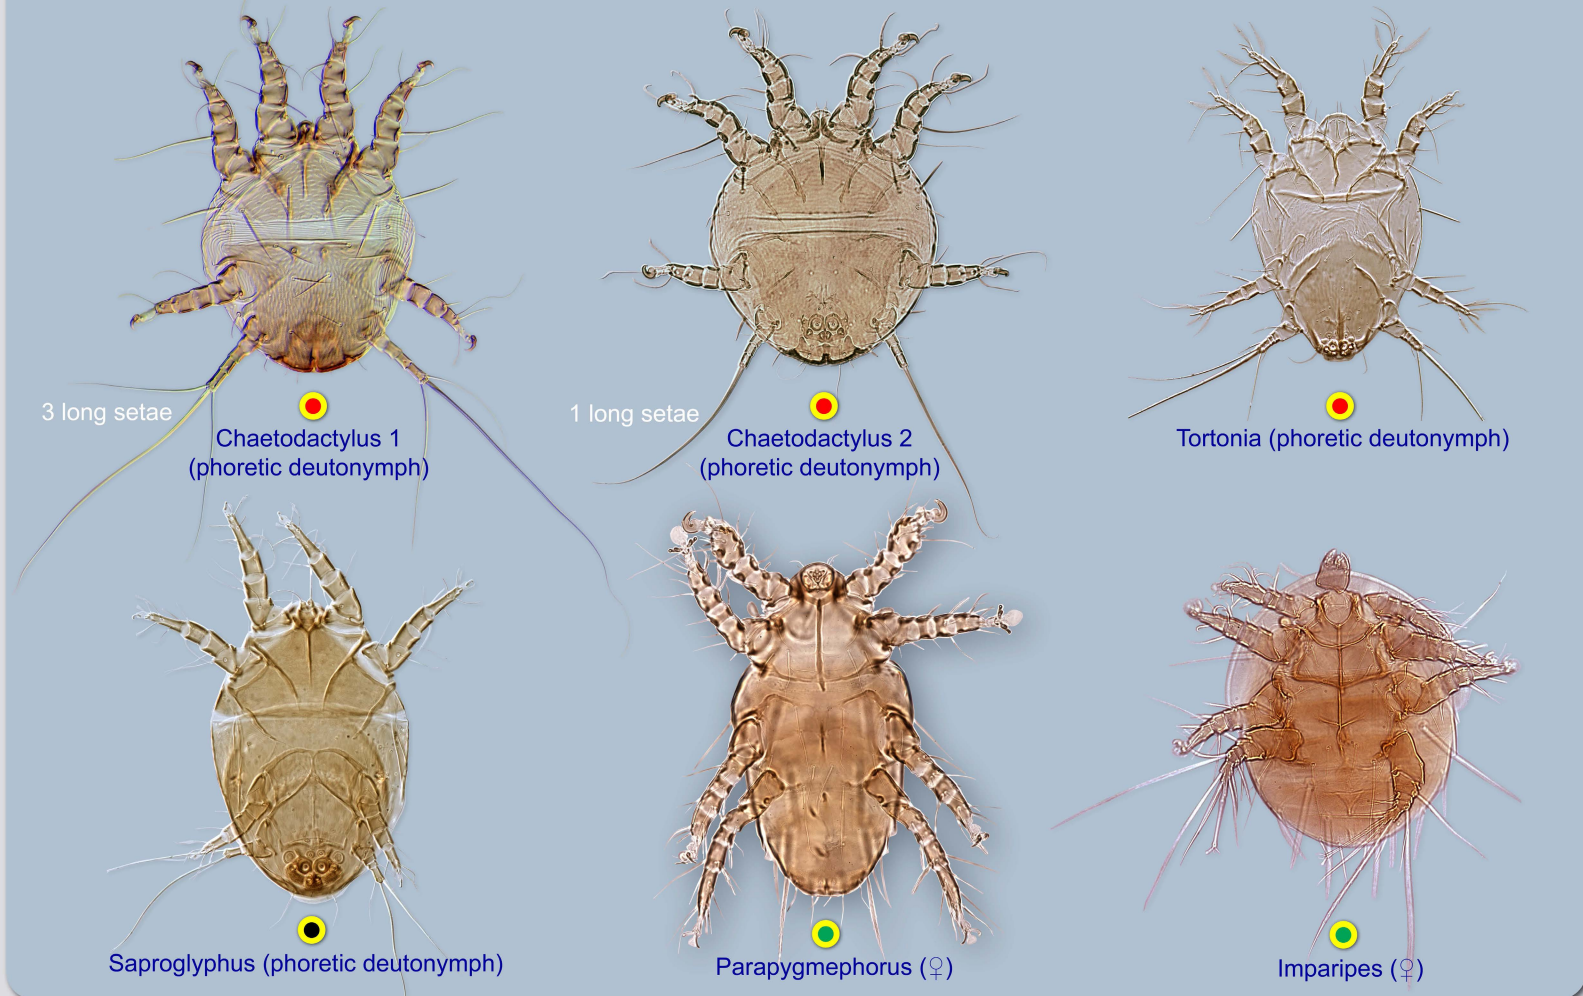 3 long setae
Chaetodactylus 1
(phoretic deutonymph)
1 long setae
Chaetodactylus 2
(phoretic deutonymph)
Tortonia (phoretic deutonymph)
Saproglyphus (phoretic deutonymph)
Parapygmephorus (♀)
Imparipes (♀)